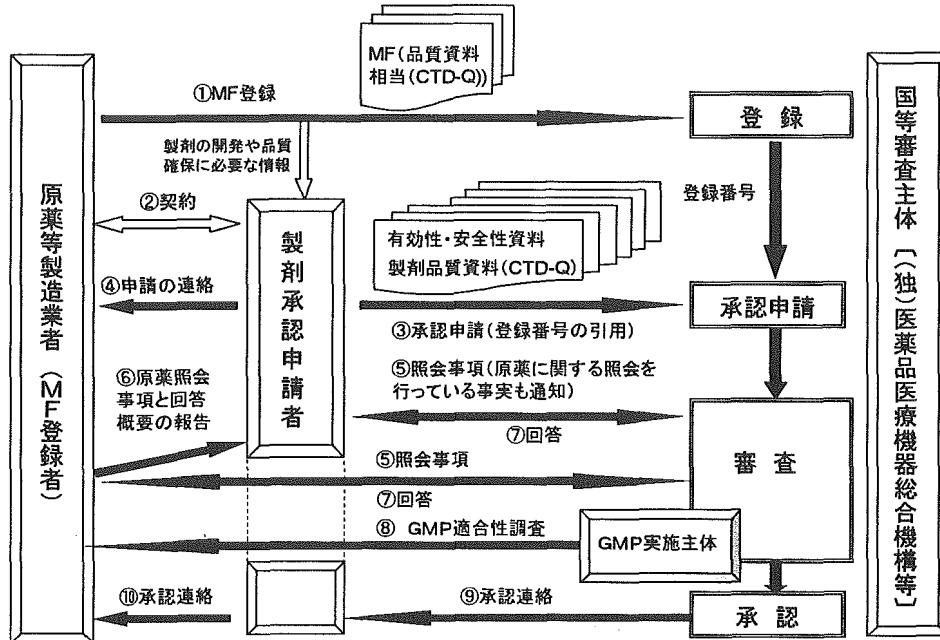 MF(品質資料
相当(CTD-Q))
①MF登録
登録
製剤の開発や品質
確保に必要な情報
登録番号
②契約
有効性・安全性資料
製剤品質資料(CTD-Q)
④申請の連絡
③承認申請(登録番号の引用)
承認申請
⑤照会事項(原薬に関する照会を
行っている事実も通知)
⑥原薬照会
事項と回答
概要の報告
⑦回答
審査
⑤照会事項
⑦回答
⑧ GMP適合性調査
GMP実施主体
⑩承認連絡
⑨承認連絡
承認
原薬等製造業者(MF登録者)
製剤承認申請者
国等審査主体〔(独)医薬品医療機器総合機構等〕